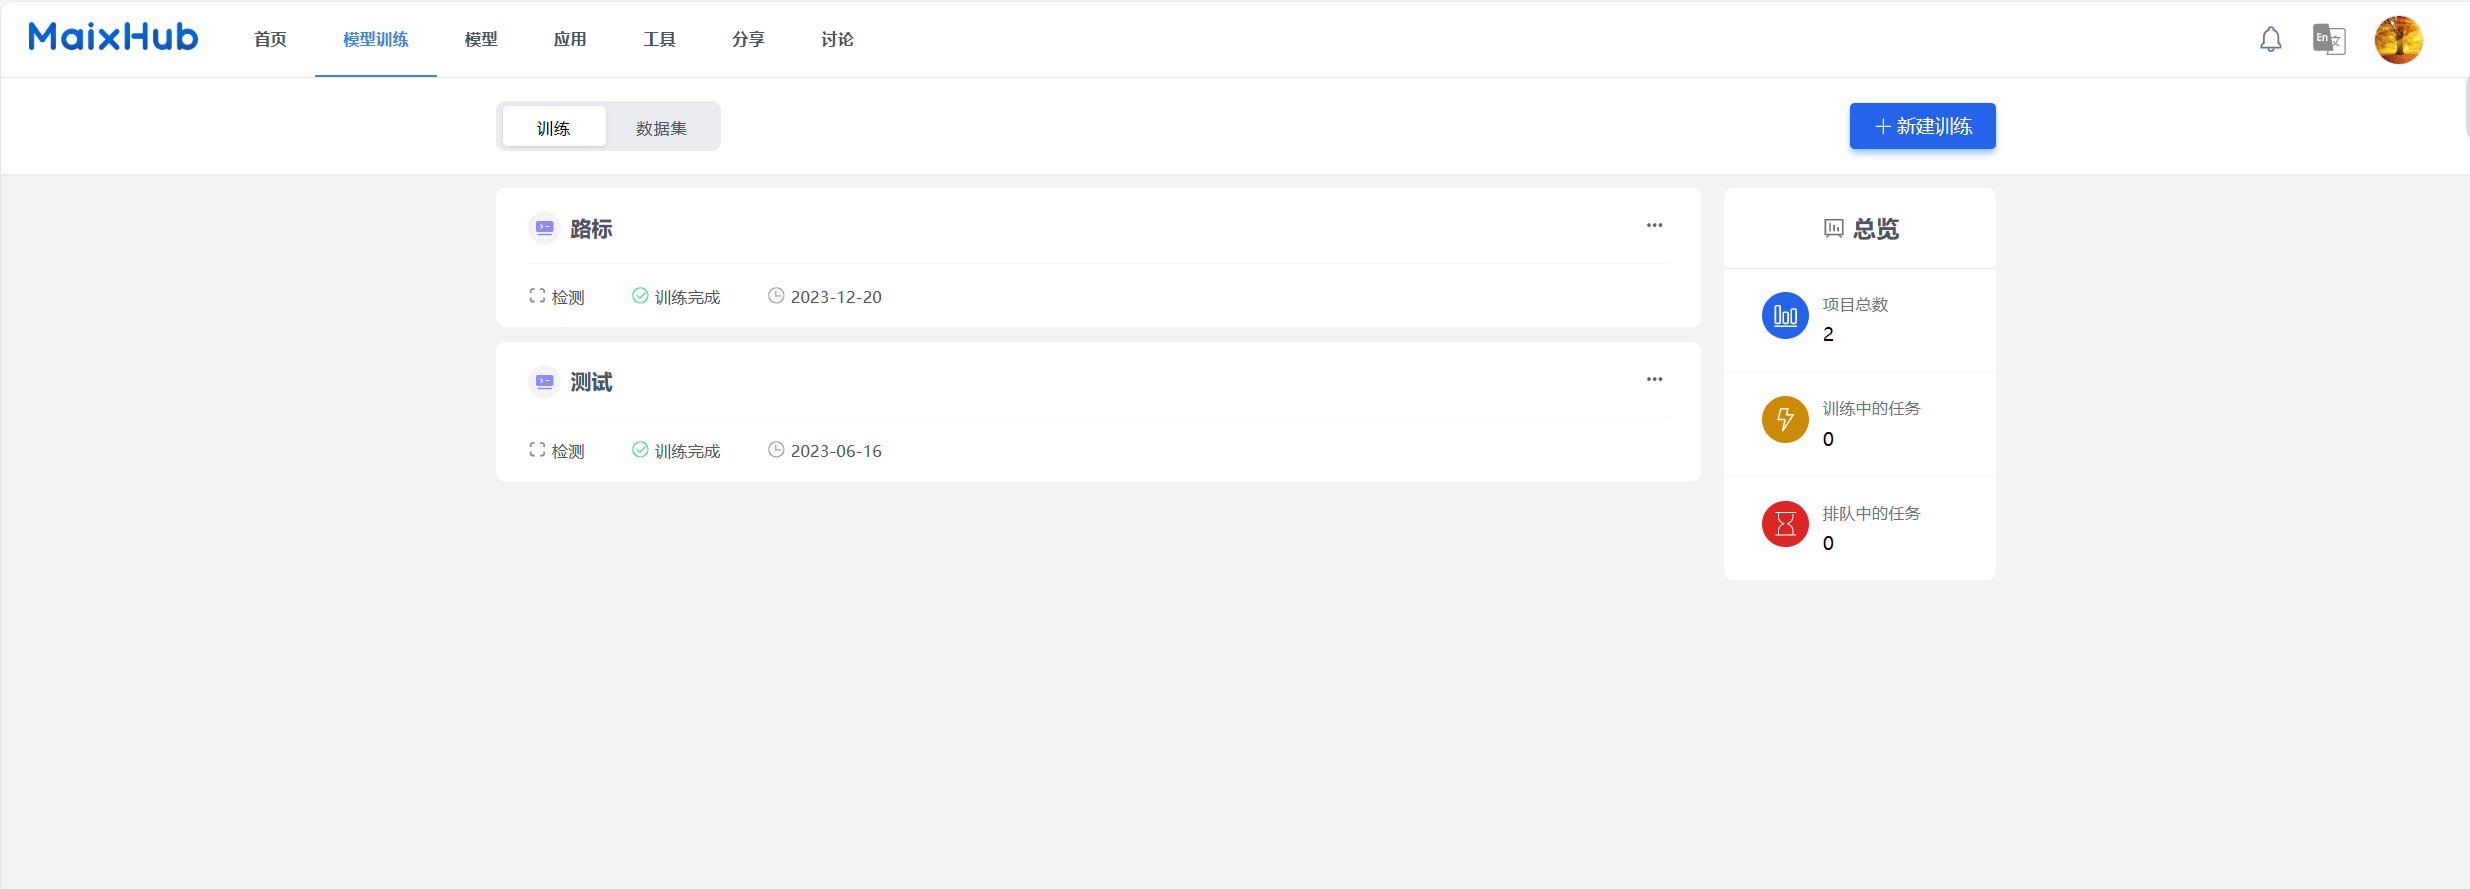 MaixHub 首页 模型训练 模型 应用 工具 分享 讨论 En 文
训练 数据集 新建训练
路标
检测 训练完成 2023-12-20
测试
检测 训练完成 2023-06-16
总览
项目总数
2
训练中的任务
0
排队中的任务
0